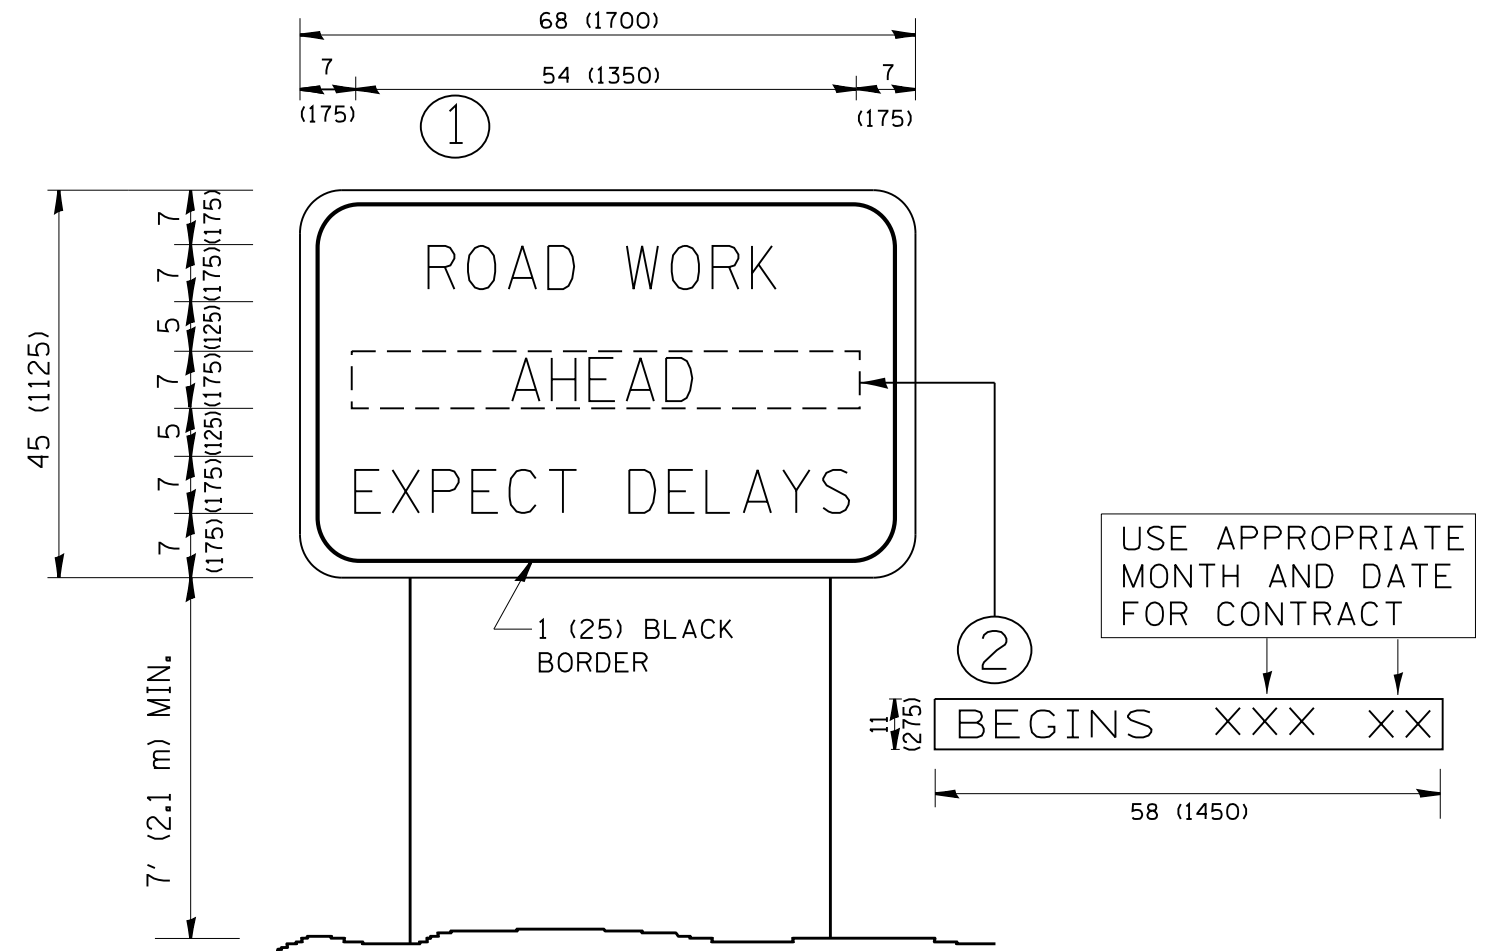 68 (1700)
7
54 (1350)
7
(175)
(175)
1
45 (1125)
7
(175)
7
(175)
5
(125)
7
(175)
5
(125)
7
(175)
7
(175)
ROAD WORK
AHEAD
EXPECT DELAYS
1 (25) BLACK
BORDER
7' (2.1 m) MIN.
USE APPROPRIATE
MONTH AND DATE
FOR CONTRACT
2
11
(275)
BEGINS XXX XX
58 (1450)